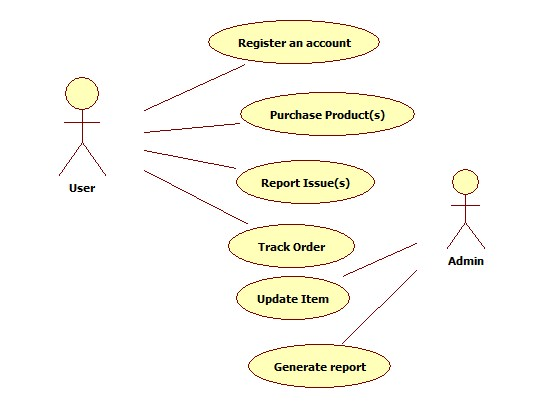 Register an account
Purchase Product(s)
User
Report Issue(s)
Track Order
Admin
Update Item
Generate report